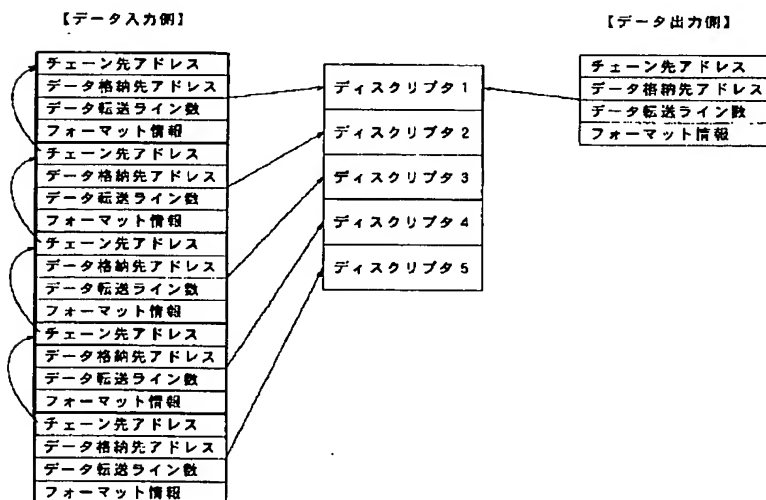 【データ入力側】
チェーン先アドレス
データ格納先アドレス
データ転送ライン数
フォーマット情報
チェーン先アドレス
データ格納先アドレス
データ転送ライン数
フォーマット情報
チェーン先アドレス
データ格納先アドレス
データ転送ライン数
フォーマット情報
チェーン先アドレス
データ格納先アドレス
データ転送ライン数
フォーマット情報
チェーン先アドレス
データ格納先アドレス
データ転送ライン数
フォーマット情報
ディスクリプタ1
ディスクリプタ2
ディスクリプタ3
ディスクリプタ4
ディスクリプタ5
【データ出力側】
チェーン先アドレス
データ格納先アドレス
データ転送ライン数
フォーマット情報